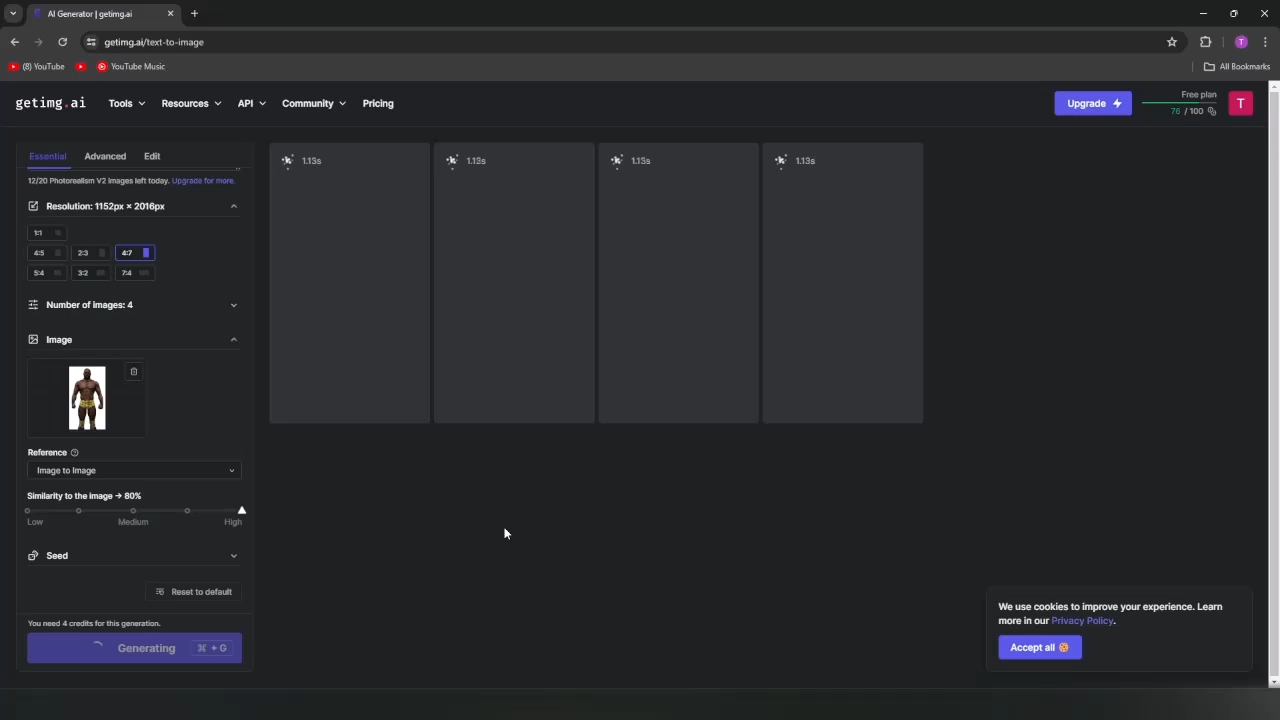 AI Generator | getimg.ai
getimg.ai/text-to-image
(8) YouTube
YouTube Music
All Bookmarks
getimg.ai
Tools
Resources
API
Community
Pricing
Upgrade
Free plan
76 / 100
T
Essential
Advanced
Edit
12/20 Photorealism V2 images left today. Upgrade for more.
Resolution: 1152px × 2016px
1:1
4:5
2:3
4:7
5:4
3:2
7:4
Number of images: 4
Image
Reference
Image to Image
Similarity to the image → 80%
Low
Medium
High
Seed
Reset to default
You need 4 credits for this generation.
Generating ⌘ + G
1.13s
1.13s
1.13s
1.13s
We use cookies to improve your experience. Learn
more in our Privacy Policy.
Accept all 🍪